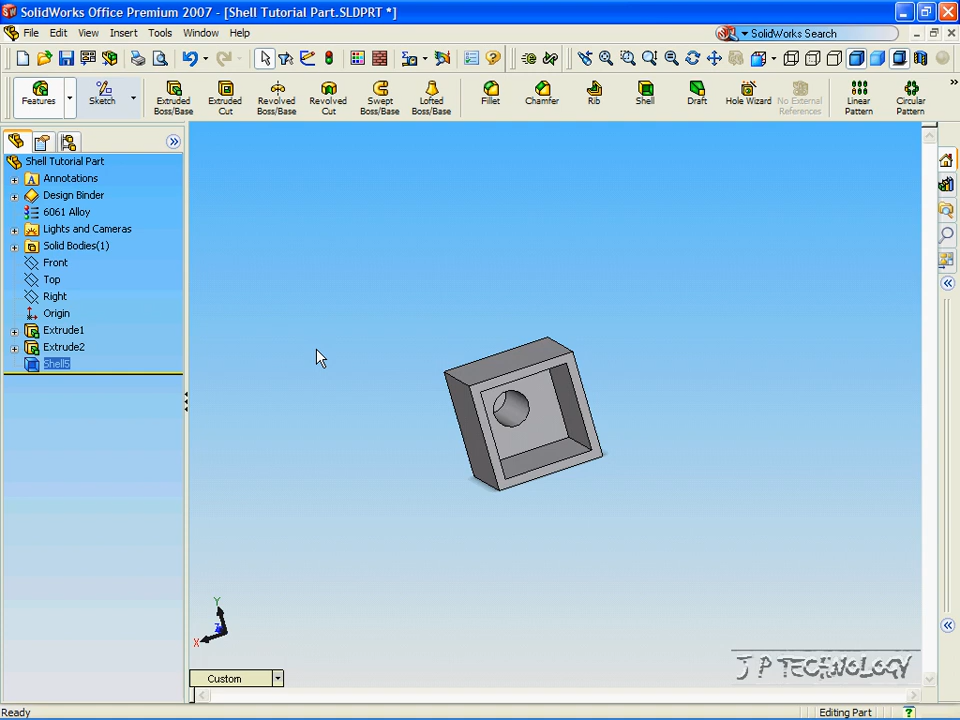 SolidWorks Office Premium 2007 - [Shell Tutorial Part.SLDPRT *]
File Edit View Insert Tools Window Help SolidWorks Search
Features Sketch Extruded Boss/Base Extruded Cut Revolved Boss/Base Revolved Cut Swept Boss/Base Lofted Boss/Base Fillet Chamfer Rib Shell Draft Hole Wizard No External References Linear Pattern Circular Pattern
Shell Tutorial Part
A Annotations
Design Binder
6061 Alloy
Lights and Cameras
Solid Bodies(1)
Front
Top
Right
Origin
Extrude1
Extrude2
Shell5
Y
Z
X
Custom
J P TECHNOLOGY
Ready Editing Part ?